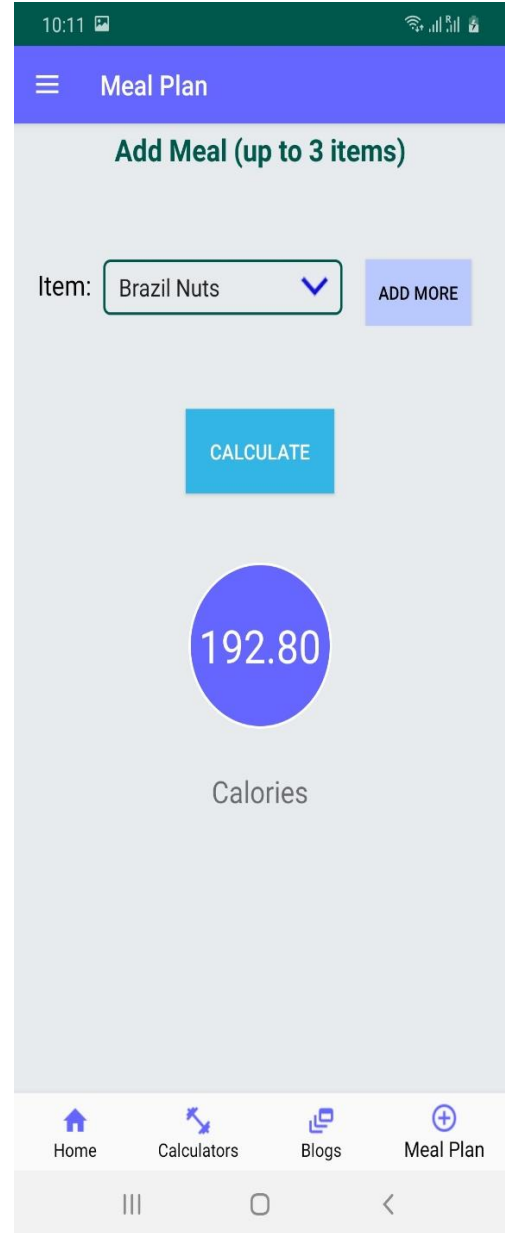 10:11
Meal Plan
Add Meal (up to 3 items)
Item: Brazil Nuts ADD MORE
CALCULATE
192.80
Calories
Home Calculators Blogs Meal Plan